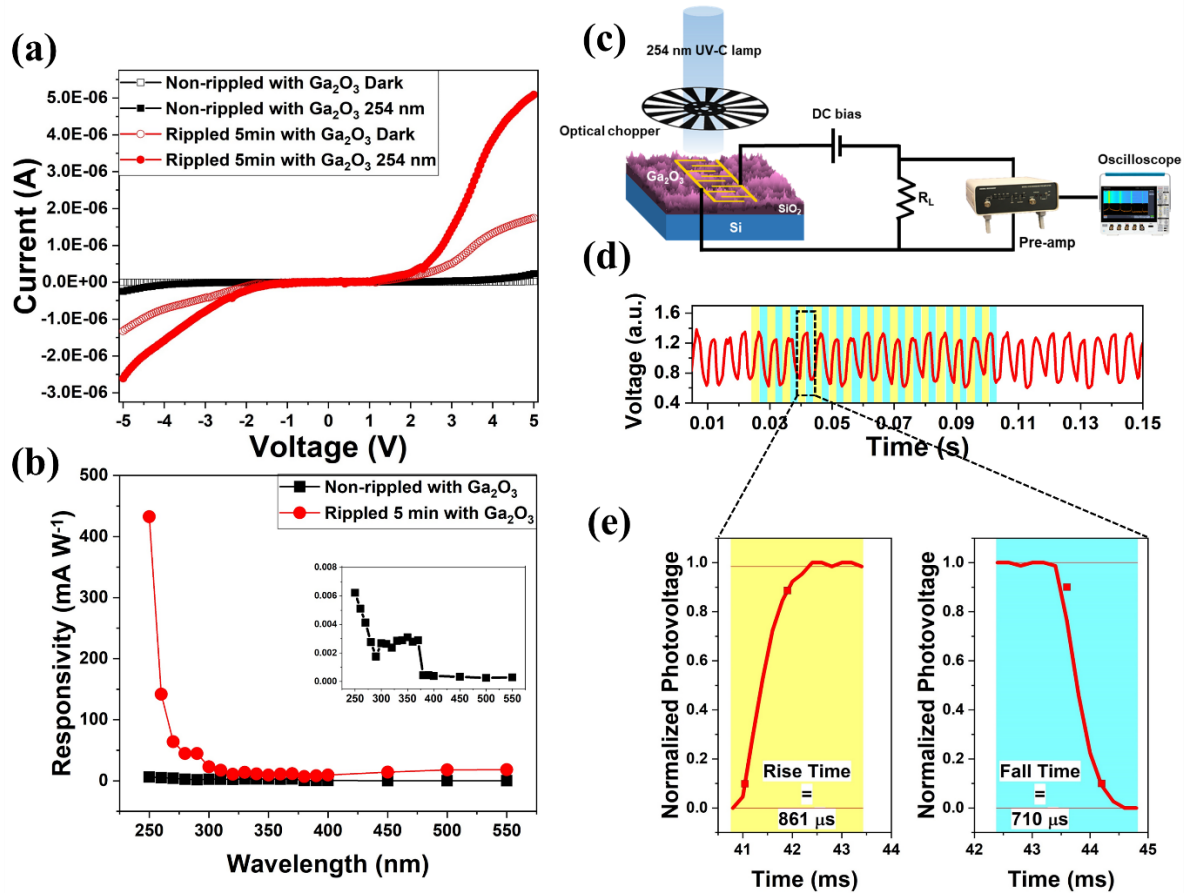 (a)
Non-rippled with Ga₂O₃ Dark
Non-rippled with Ga₂O₃ 254 nm
Rippled 5min with Ga₂O₃ Dark
Rippled 5min with Ga₂O₃ 254 nm
5.0E-06
4.0E-06
3.0E-06
2.0E-06
1.0E-06
0.0E+00
-1.0E-06
-2.0E-06
-3.0E-06
Current (A)
-5 -4 -3 -2 -1 0 1 2 3 4 5
Voltage (V)
(b)
Non-rippled with Ga₂O₃
Rippled 5 min with Ga₂O₃
500
450
400
350
300
250
200
150
100
50
0
-50
Responsivity (mA W⁻¹)
0.008
0.006
0.004
0.002
0.000
250 300 350 400 450 500 550
250 300 350 400 450 500 550
Wavelength (nm)
(c)
254 nm UV-C lamp
Optical chopper
DC bias
Ga₂O₃
SiO₂
Si
R_L
Pre-amp
Oscilloscope
(d)
1.6
1.2
0.8
0.4
Voltage (a.u.)
0.01 0.03 0.05 0.07 0.09 0.11 0.13 0.15
Time (s)
(e)
1.0
0.8
0.6
0.4
0.2
0.0
Normalized Photovoltage
Rise Time
=
861 μs
41 42 43 44
Time (ms)
1.0
0.8
0.6
0.4
0.2
0.0
Normalized Photovoltage
Fall Time
=
710 μs
42 43 44 45
Time (ms)